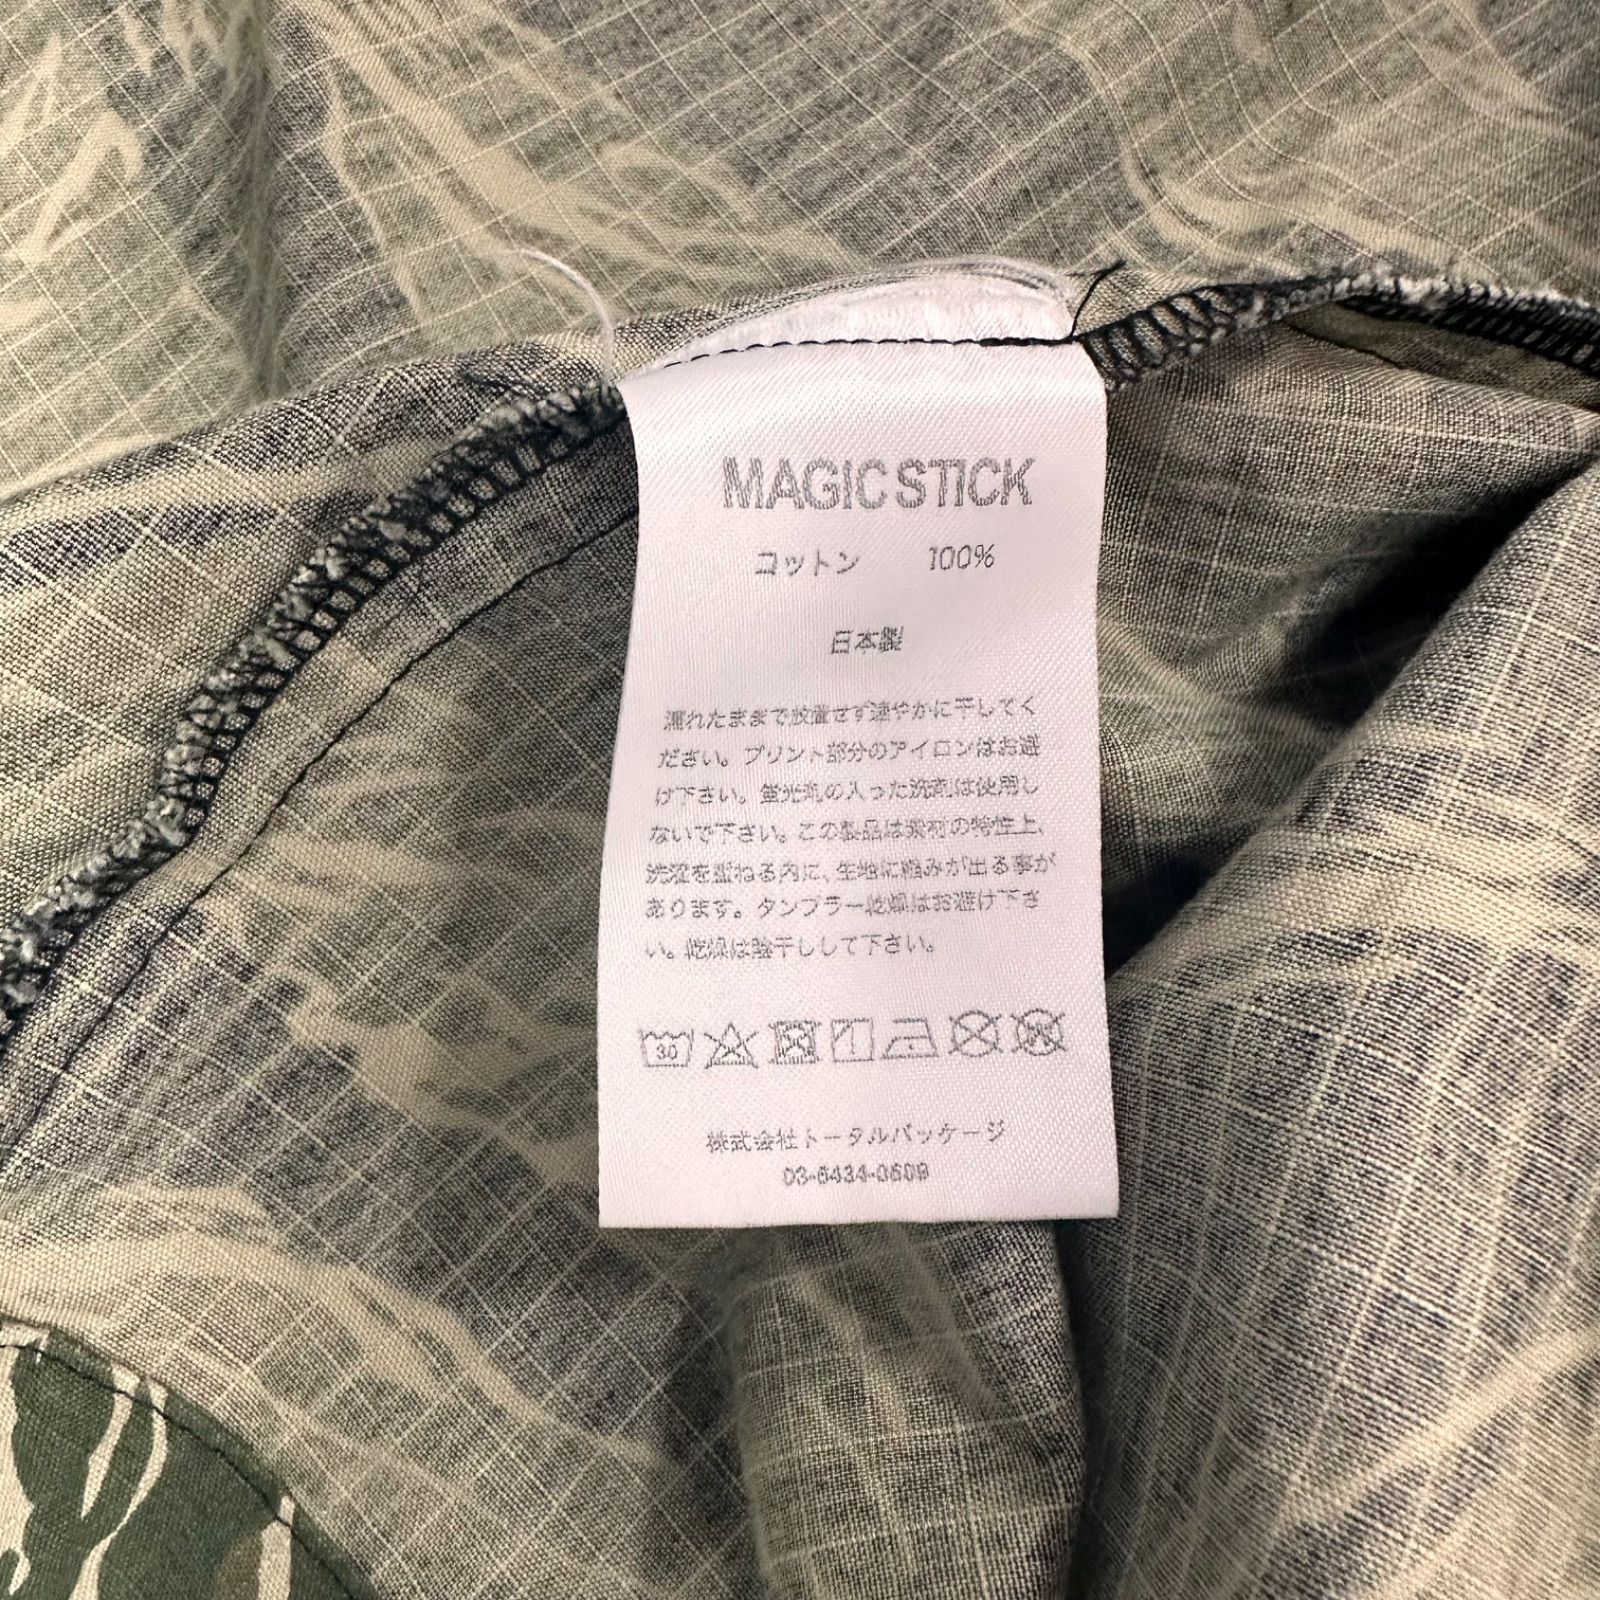 MAGIC STICK
コットン 100%
日本製
濡れたままで放置せず速やかに干してく
ださい。プリント部分のアイロンはお避
け下さい。蛍光剤の入った洗剤は使用し
ないで下さい。この製品は素材の特性上、
洗濯を重ねる内に、生地に縮みが出る事が
あります。タンブラー乾燥はお避け下さ
い。乾燥は陰干しして下さい。
30
株式会社トータルパッケージ
03-6434-0609